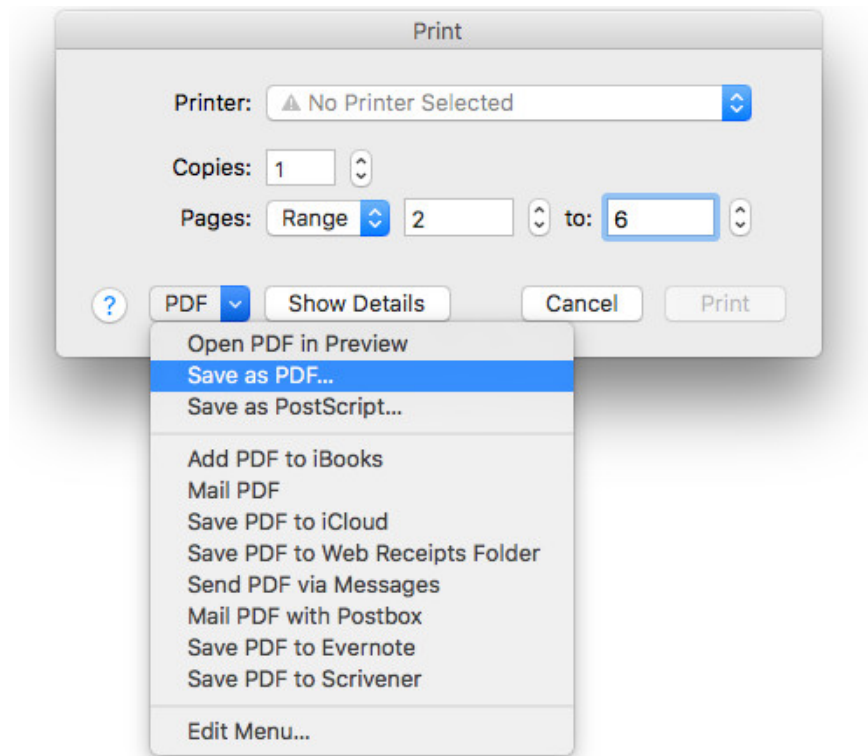 Print
Printer: No Printer Selected
Copies: 1
Pages: Range 2 to: 6
? PDF Show Details Cancel Print
Open PDF in Preview
Save as PDF...
Save as PostScript...
Add PDF to iBooks
Mail PDF
Save PDF to iCloud
Save PDF to Web Receipts Folder
Send PDF via Messages
Mail PDF with Postbox
Save PDF to Evernote
Save PDF to Scrivener
Edit Menu...